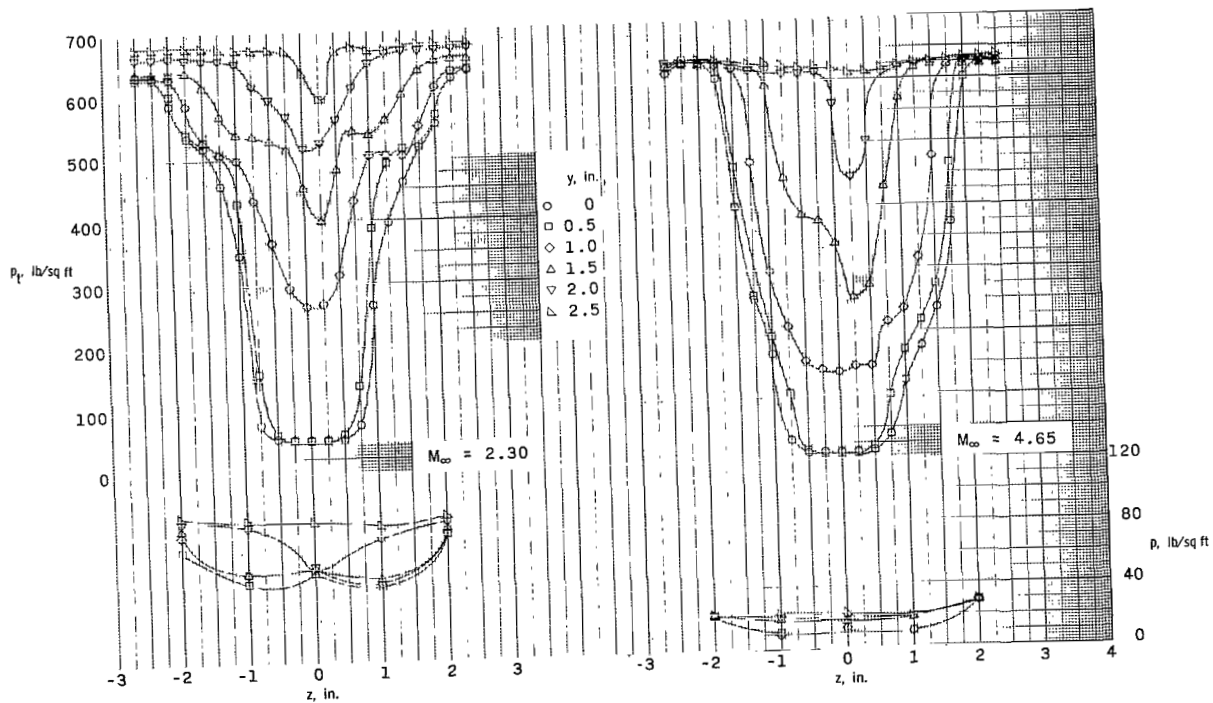 700
600
500
400
300
200
100
0
pt, lb/sq ft
y, in.
0
0.5
1.0
1.5
2.0
2.5
M∞ = 2.30
M∞ = 4.65
120
80
40
0
p, lb/sq ft
-3 -2 -1 0 1 2 3
z, in.
-3 -2 -1 0 1 2 3 4
z, in.